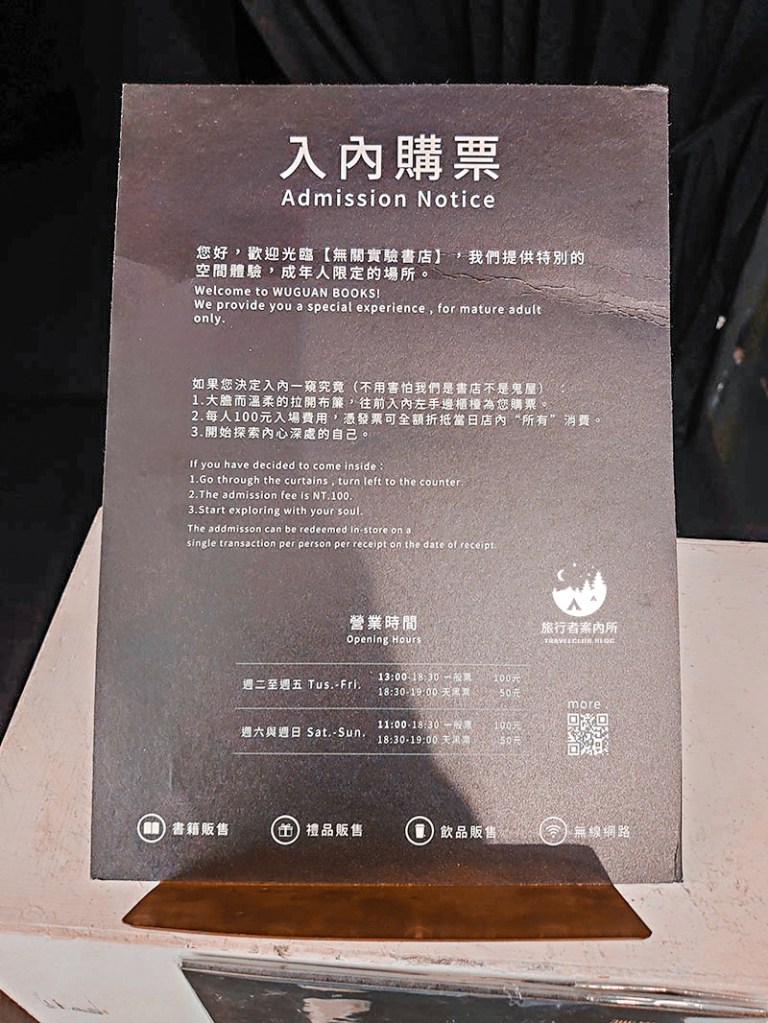 入內購票
Admission Notice
您好，歡迎光臨【無關實驗書店】，我們提供特別的
空間體驗，成年人限定的場所。
Welcome to WUGUAN BOOKS!
We provide you a special experience , for mature adult
only.
如果您決定入內一窺究竟（不用害怕我們是書店不是鬼屋）：
1.大膽而溫柔的拉開布簾，往前入內左手邊櫃檯為您購票。
2.每人100元入場費用，憑發票可全額折抵當日店內“所有”消費。
3.開始探索內心深處的自己。
If you have decided to come inside：
1.Go through the curtains , turn left to the counter.
2.The admission fee is NT.100.
3.Start exploring with your soul.
The addmisson can be redeemed in-store on a
single transaction per person per receipt on the date of receipt.
旅行者案內所
TRAVELCLUB.BLOG
營業時間
Opening Hours
週二至週五 Tus.-Fri.
13:00-18:30 一般票 100元
18:30-19:00 天黑票 50元
週六與週日 Sat.-Sun.
11:00-18:30 一般票 100元
18:30-19:00 天黑票 50元
more
書籍販售 禮品販售 飲品販售 無線網路